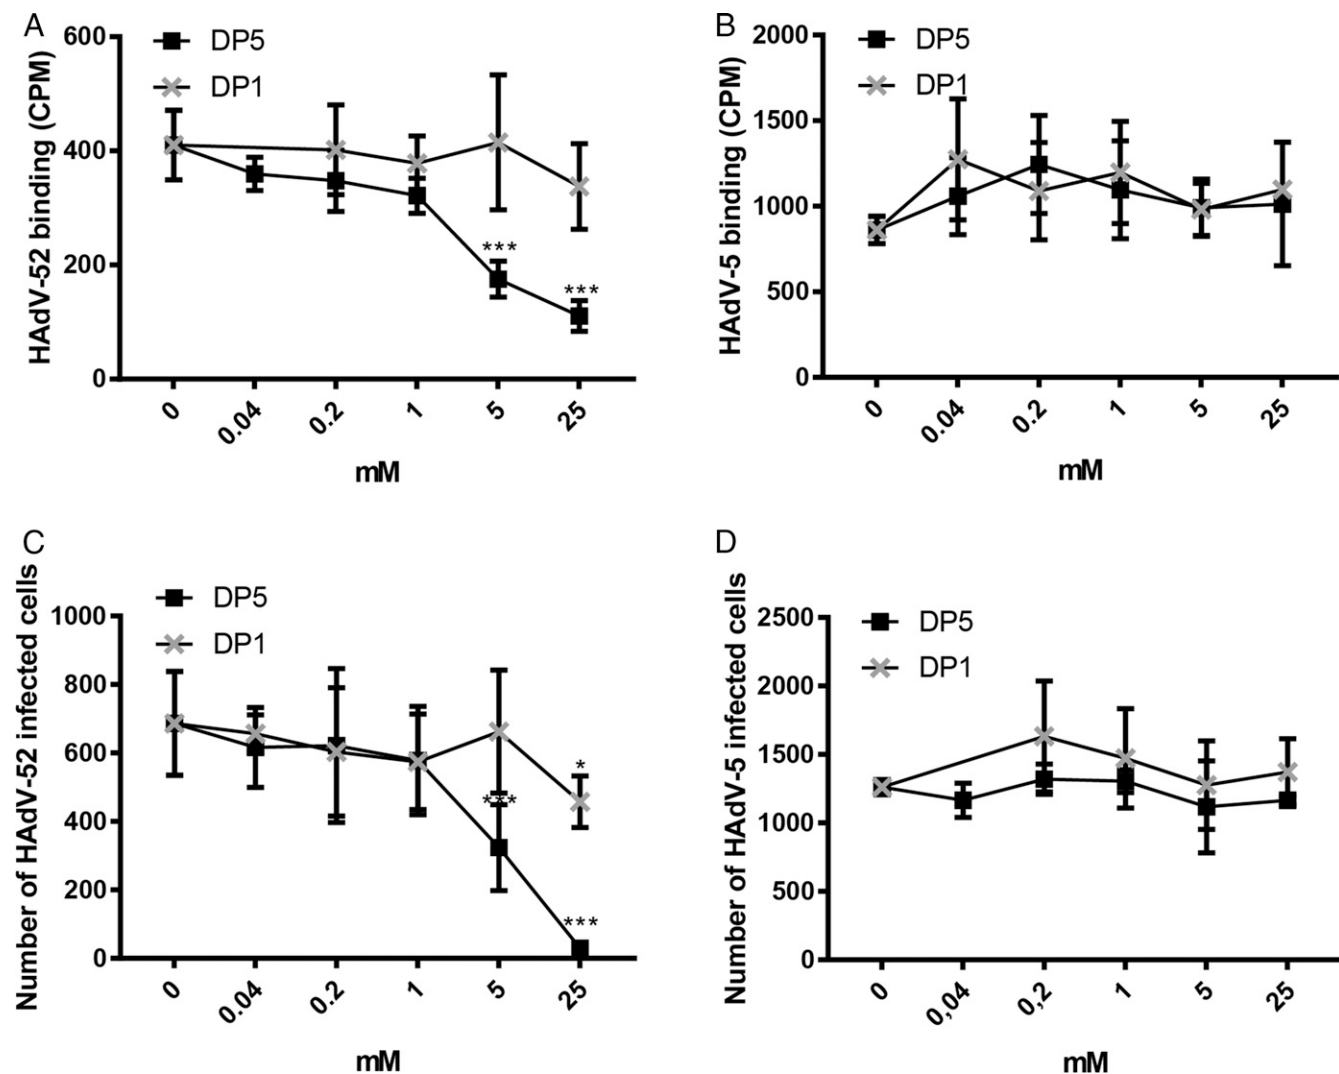 A
HAdV-52 binding (CPM)
600
400
200
0
DP5
DP1
***
***
0
0.04
0.2
1
5
25
mM
B
HAdV-5 binding (CPM)
2000
1500
1000
500
0
DP5
DP1
0
0.04
0.2
1
5
25
mM
C
Number of HAdV-52 infected cells
1000
800
600
400
200
0
DP5
DP1
***
*
***
0
0.04
0.2
1
5
25
mM
D
Number of HAdV-5 infected cells
2500
2000
1500
1000
500
0
DP5
DP1
0
0,04
0,2
1
5
25
mM